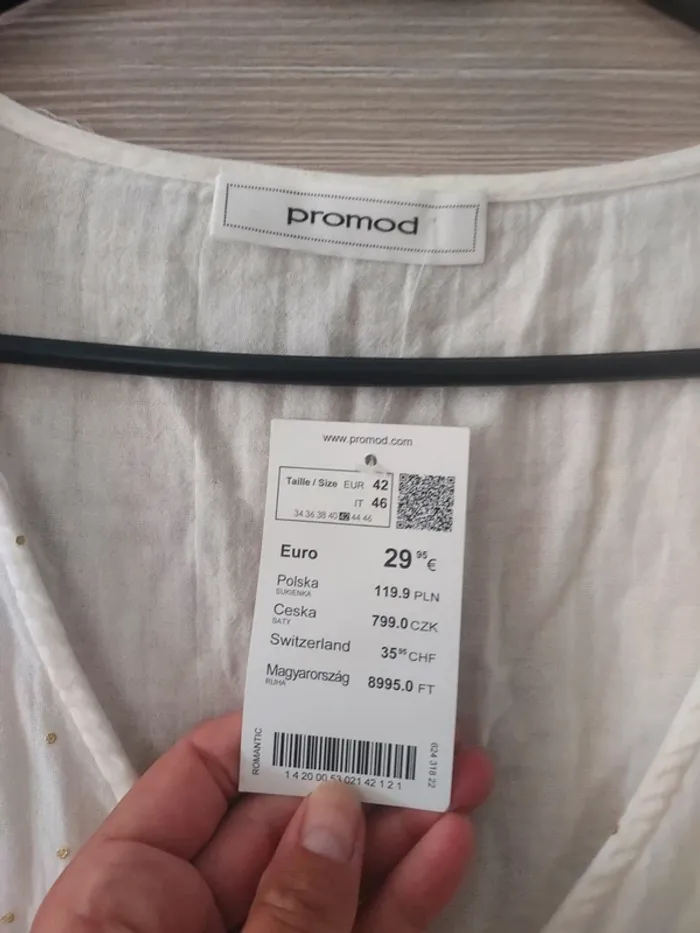 promod
www.promod.com
Taille / Size EUR 42
IT 46
34 36 38 40 42 44 46
Euro 29 95 €
Polska 119.9 PLN
SUKIENKA
Ceska 799.0 CZK
SATY
Switzerland 35 95 CHF
Magyarország 8995.0 FT
RUHA
ROMANTIC
024 318 22
1 4 20 00 53 021 42 1 2 1